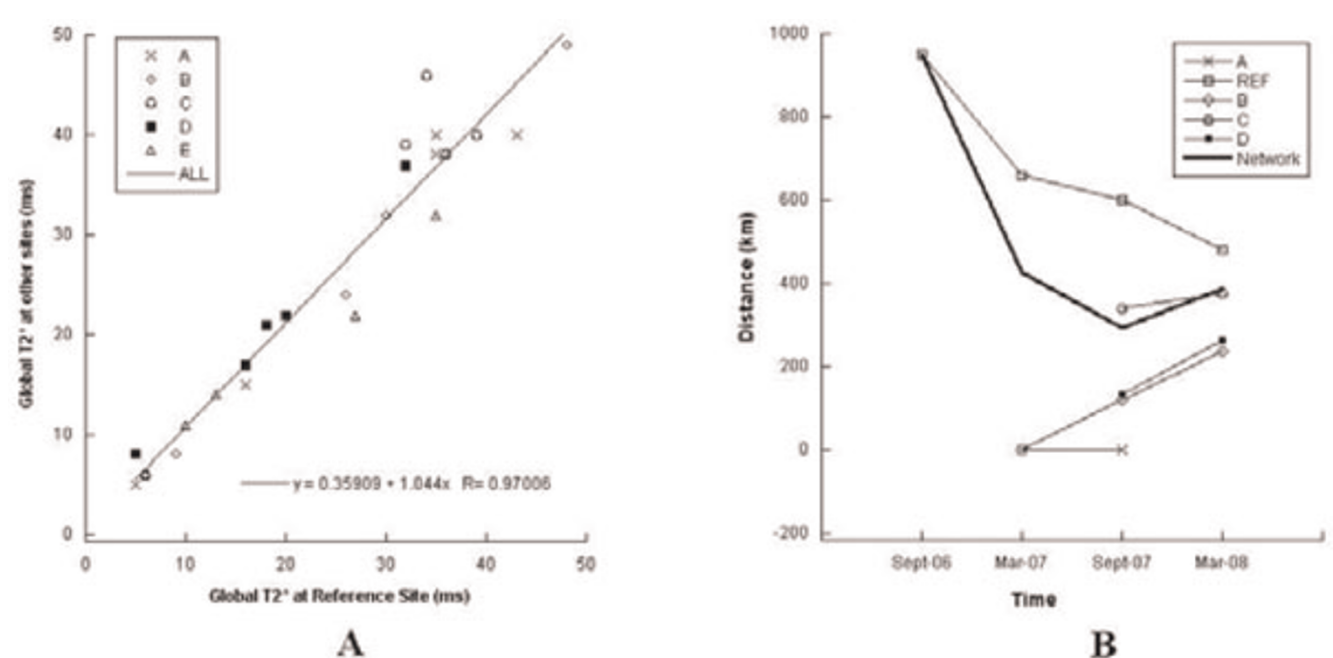 50
40
30
20
10
0
Global T2* at other sites (ms)
A
B
C
D
E
ALL
y = 0.35909 + 1.044x R= 0.97006
0 10 20 30 40 50
Global T2* at Reference Site (ms)
A
1000
800
600
400
200
0
-200
Distance (km)
A
REF
B
C
D
Network
Sept-06 Mar-07 Sept-07 Mar-08
Time
B